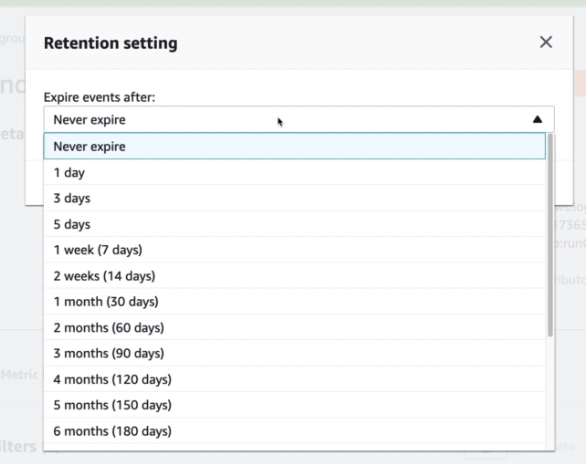 Retention setting
Expire events after:
Never expire
Never expire
1 day
3 days
5 days
1 week (7 days)
2 weeks (14 days)
1 month (30 days)
2 months (60 days)
3 months (90 days)
4 months (120 days)
5 months (150 days)
6 months (180 days)
Metric